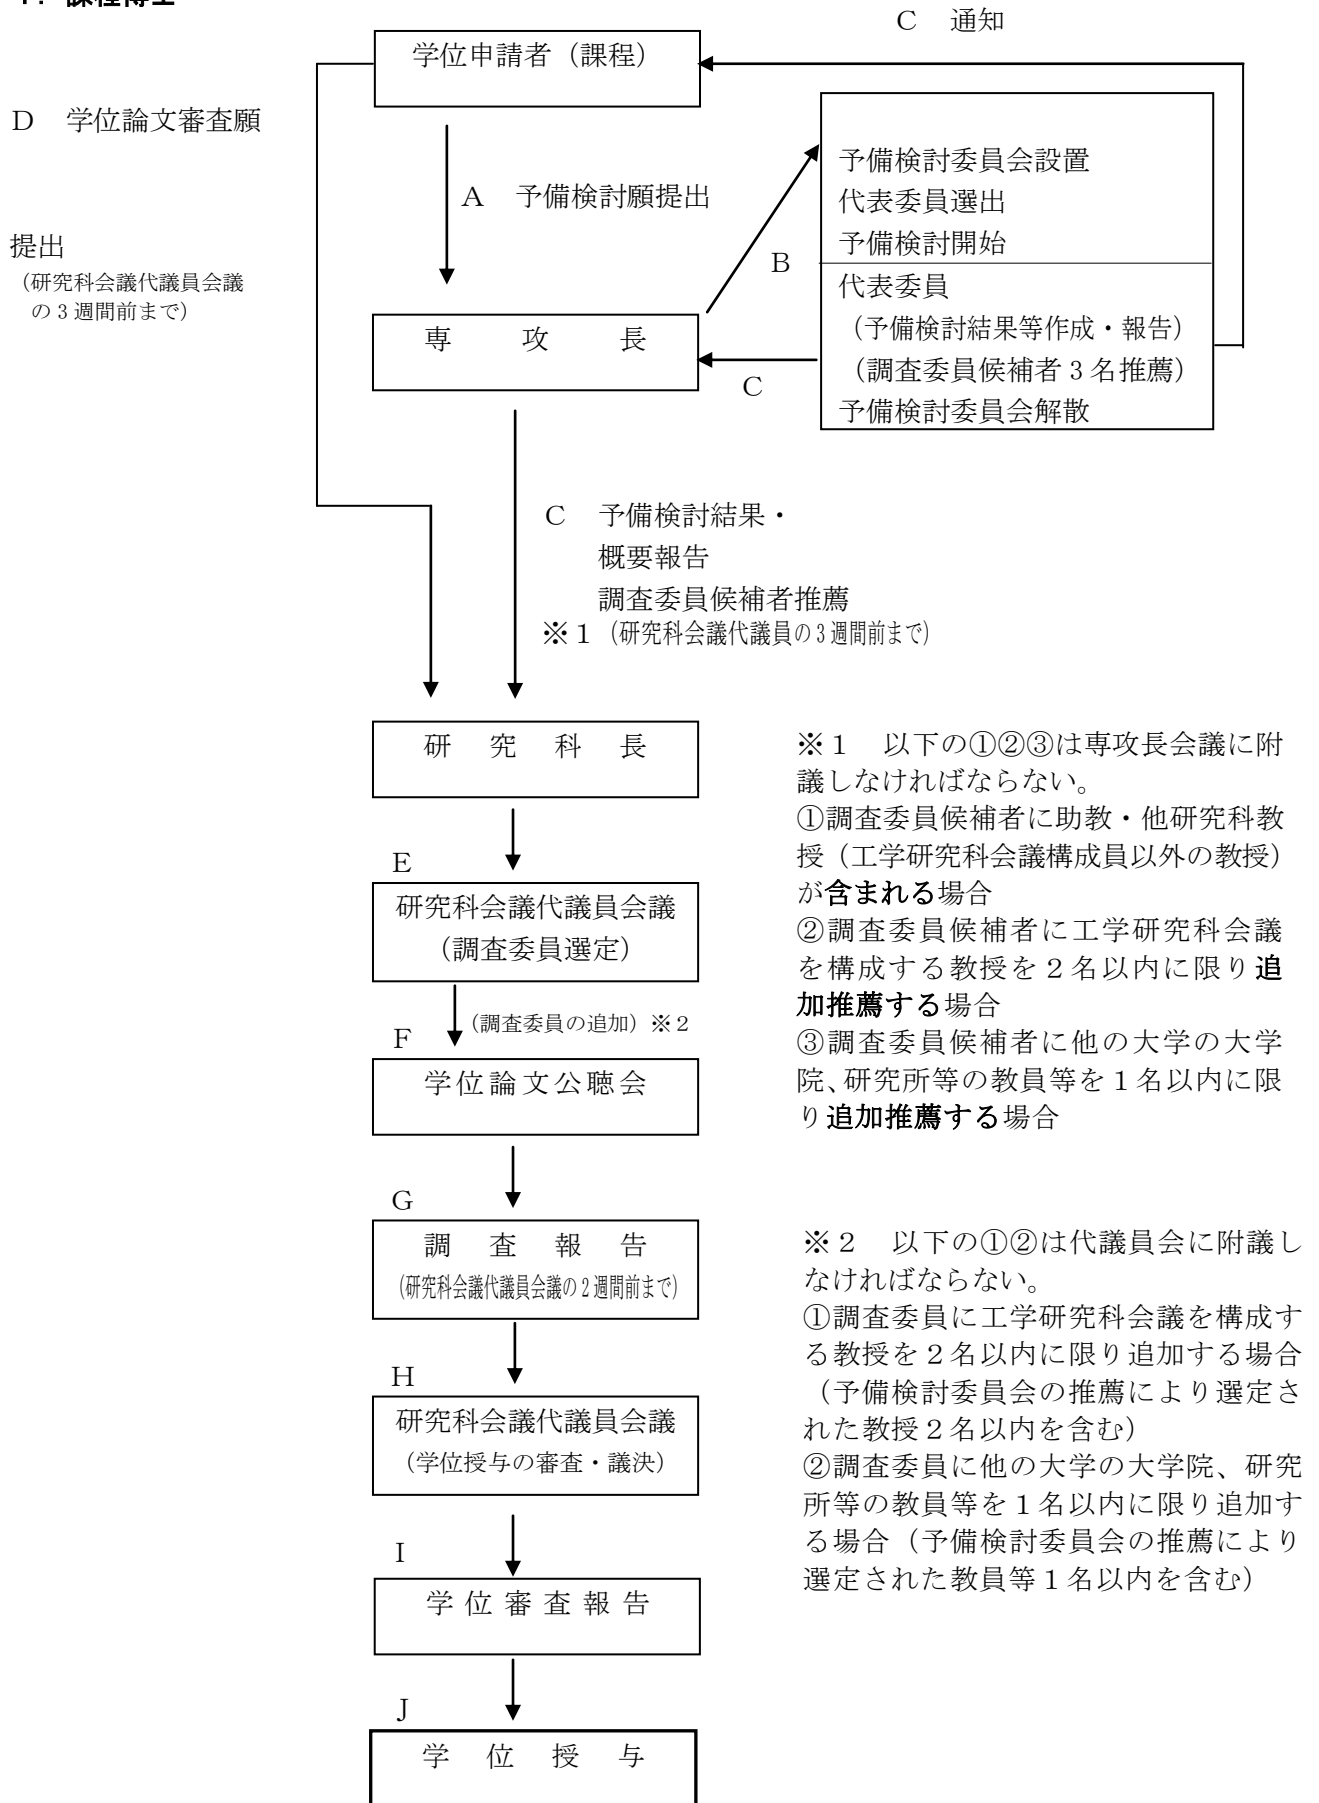 1. 課程博士
C 通知
学位申請者（課程）
D 学位論文審査願
提出
（研究科会議代議員会議
の３週間前まで）
A 予備検討願提出
B
予備検討委員会設置
代表委員選出
予備検討開始
代表委員
（予備検討結果等作成・報告）
（調査委員候補者３名推薦）
予備検討委員会解散
専攻長
C
C 予備検討結果・
概要報告
調査委員候補者推薦
※１（研究科会議代議員の３週間前まで）
研究科長
E
研究科会議代議員会議
（調査委員選定）
（調査委員の追加）※２
F
学位論文公聴会
G
調査報告
（研究科会議代議員会議の２週間前まで）
H
研究科会議代議員会議
（学位授与の審査・議決）
I
学位審査報告
J
学位授与
※１ 以下の①②③は専攻長会議に附
議しなければならない。
①調査委員候補者に助教・他研究科教
授（工学研究科会議構成員以外の教授）
が含まれる場合
②調査委員候補者に工学研究科会議
を構成する教授を２名以内に限り追
加推薦する場合
③調査委員候補者に他の大学の大学
院、研究所等の教員等を１名以内に限
り追加推薦する場合
※２ 以下の①②は代議員会に附議し
なければならない。
①調査委員に工学研究科会議を構成す
る教授を２名以内に限り追加する場合
（予備検討委員会の推薦により選定さ
れた教授２名以内を含む）
②調査委員に他の大学の大学院、研究
所等の教員等を１名以内に限り追加す
る場合（予備検討委員会の推薦により
選定された教員等１名以内を含む）